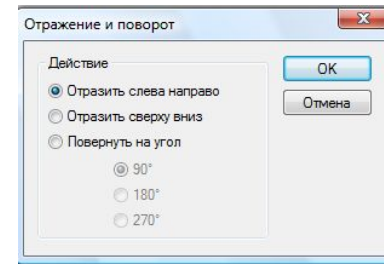 Отражение и поворот
Действие
Отразить слева направо
Отразить сверху вниз
Повернуть на угол
90°
180°
270°
OK
Отмена